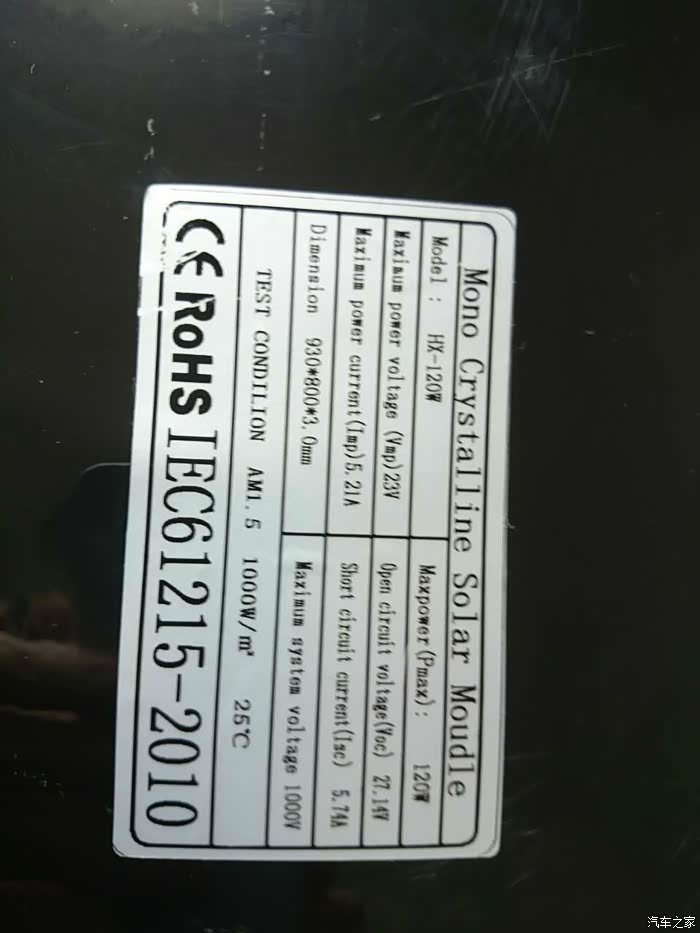 Mono Crystalline Solar Moudle
Model : HX-120W Maxpower(Pmax): 120W
Maximum power voltage (Vmp)23V Open circuit voltage(Voc) 27.14V
Maximum power current(Imp)5.21A Short circuit current(Isc) 5.74A
Dimension 930*800*3.0mm Maximum system voltage 1000V
TEST CONDILION AM1.5 1000W/m² 25℃
CE RoHS IEC61215-2010
汽车之家